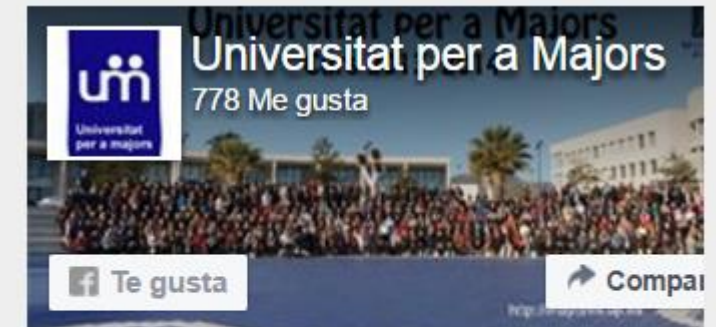 Universitat per a Majors
Universitat per a Majors
778 Me gusta
um
Universitat
per a majors
Te gusta
Compar